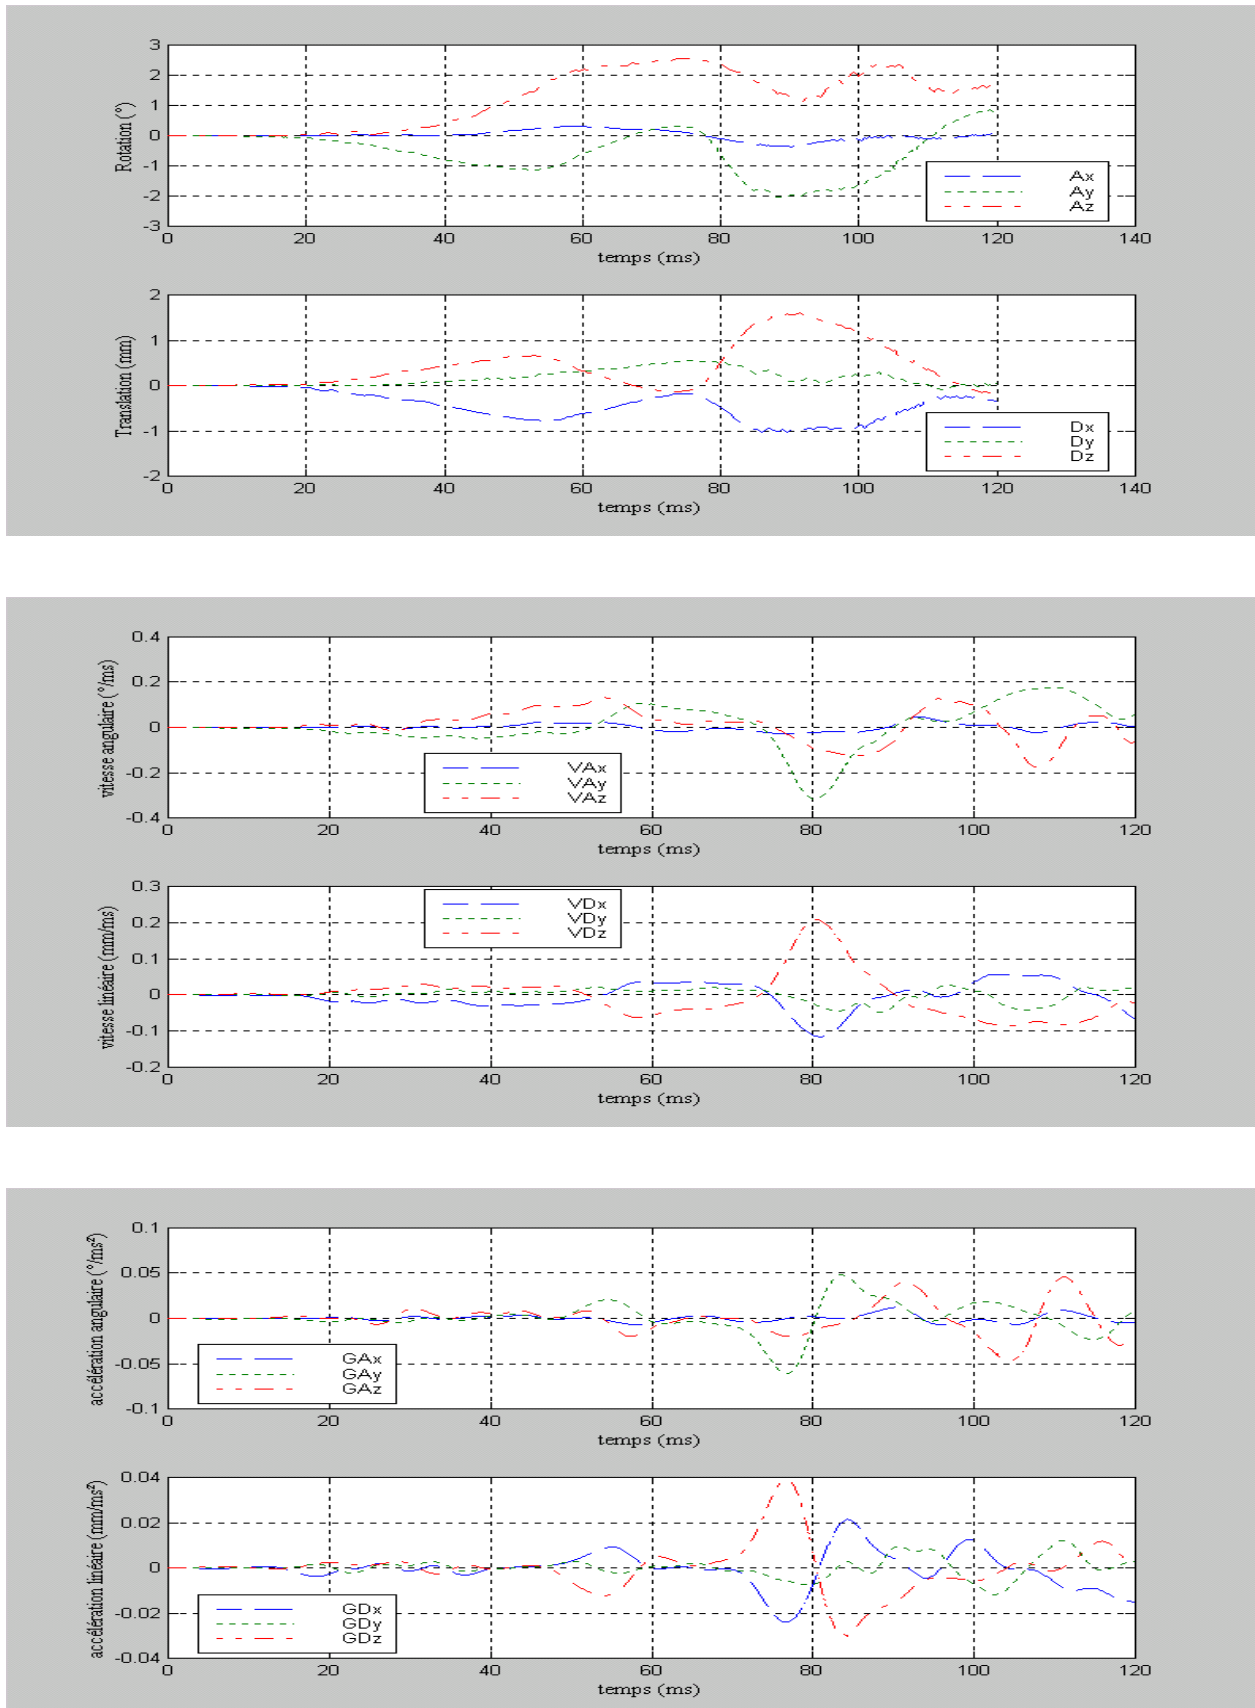 3
2
1
0
-1
-2
-3
Rotation (°)
Ax
Ay
Az
0 20 40 60 80 100 120 140
temps (ms)
2
1
0
-1
-2
Translation (mm)
Dx
Dy
Dz
0 20 40 60 80 100 120 140
temps (ms)
0.4
0.2
0
-0.2
-0.4
vitesse angulaire (°/ms)
VAx
VAy
VAz
0 20 40 60 80 100 120
temps (ms)
0.3
0.2
0.1
0
-0.1
-0.2
vitesse linéaire (mm/ms)
VDx
VDy
VDz
0 20 40 60 80 100 120
temps (ms)
0.1
0.05
0
-0.05
-0.1
accélération angulaire (°/ms²)
GAx
GAy
GAz
0 20 40 60 80 100 120
temps (ms)
0.04
0.02
0
-0.02
-0.04
accélération linéaire (mm/ms²)
GDx
GDy
GDz
0 20 40 60 80 100 120
temps (ms)